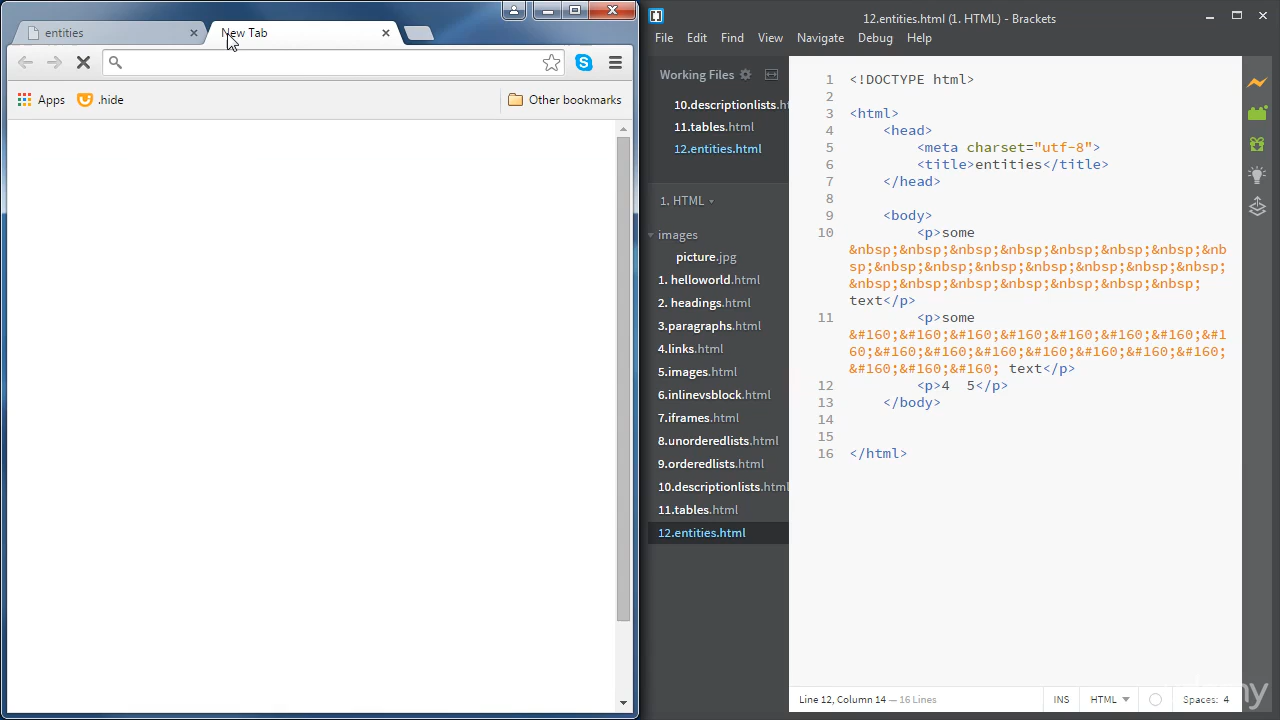 entities
New Tab
Apps
.hide
Other bookmarks
12.entities.html (1. HTML) - Brackets
File Edit Find View Navigate Debug Help
Working Files
10.descriptionlists.ht
11.tables.html
12.entities.html
1. HTML
images
picture.jpg
1. helloworld.html
2. headings.html
3.paragraphs.html
4.links.html
5.images.html
6.inlinevsblock.html
7.iframes.html
8.unorderedlists.html
9.orderedlists.html
10.descriptionlists.html
11.tables.html
12.entities.html
1 <!DOCTYPE html>
2
3 <html>
4 <head>
5 <meta charset="utf-8">
6 <title>entities</title>
7 </head>
8
9 <body>
10 <p>some
&nbsp;&nbsp;&nbsp;&nbsp;&nbsp;&nbsp;&nbsp;&nb
sp;&nbsp;&nbsp;&nbsp;&nbsp;&nbsp;&nbsp;&nbsp;
&nbsp;&nbsp;&nbsp;&nbsp;&nbsp;&nbsp;&nbsp;
text</p>
11 <p>some
&#160;&#160;&#160;&#160;&#160;&#160;&#160;&#1
60;&#160;&#160;&#160;&#160;&#160;&#160;&#160;
&#160;&#160;&#160; text</p>
12 <p>4  5</p>
13 </body>
14
15
16 </html>
Line 12, Column 14 — 16 Lines
INS
HTML
Spaces: 4